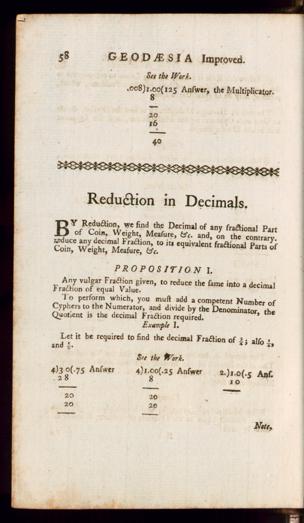 58 GEODÆSIA Improved.
See the Work.
.008)1.00(125 Anſwer, the Multiplicator.
8
20
16
40
Reduction in Decimals.
BY Reduction, we find the Decimal of any fractional Part
of Coin, Weight, Meaſure, &c. and, on the contrary.
reduce any decimal Fraction, to its equivalent fractional Parts of
Coin, Weight, Meaſure, &c.
PROPOSITION I.
Any vulgar Fraction given, to reduce the ſame into a decimal
Fraction of equal Value.
To perform which, you muſt add a competent Number of
Cyphers to the Numerator, and divide by the Denominator, the
Quotient is the decimal Fraction required.
Example I.
Let it be required to find the decimal Fraction of ¾; alſo
and
See the Work.
4)3 0(.75 Anſwer 4)1.00(.25 Anſwer 2.)1.0(.5 Anſ.
2 8 8 1 0
20 20
20 20
Note,